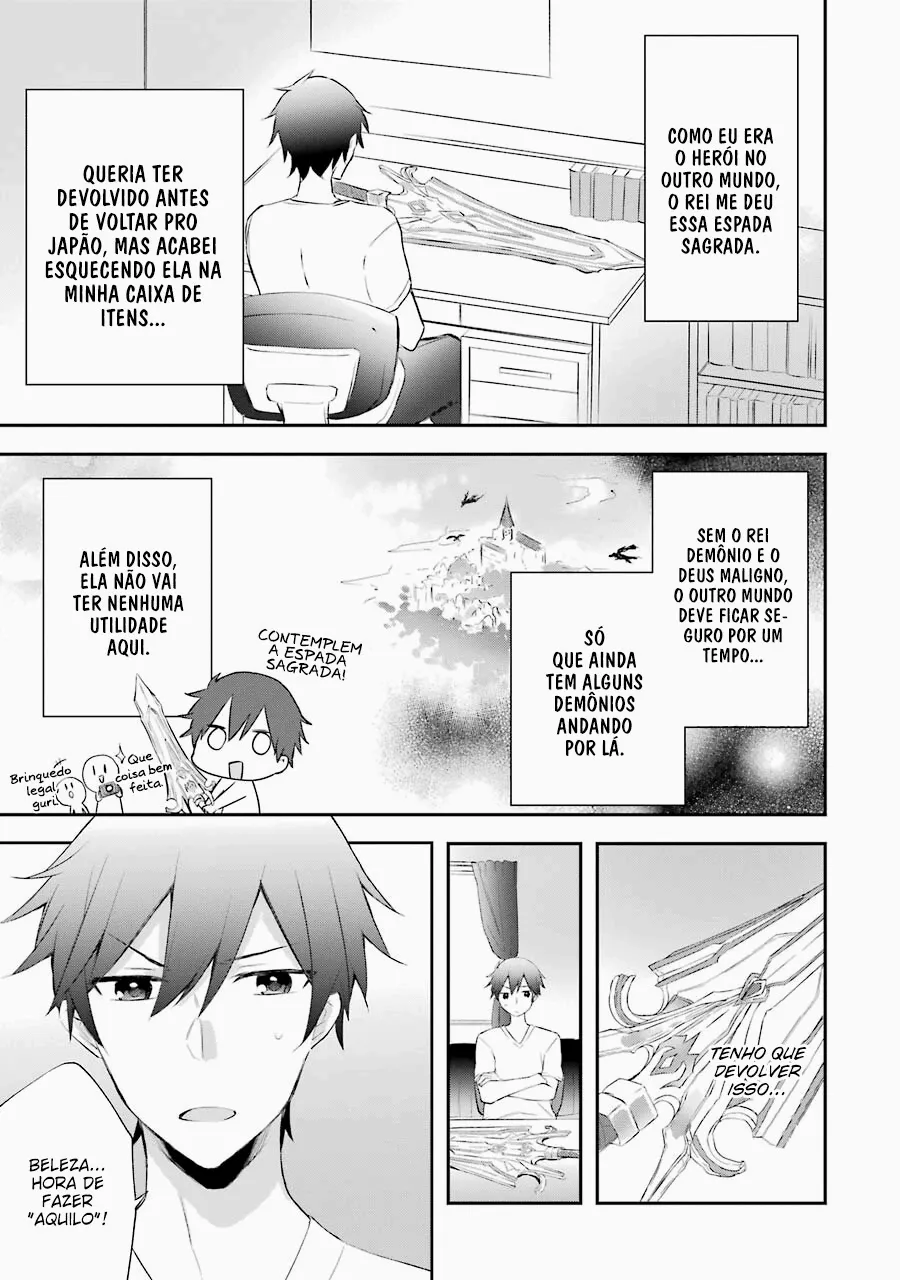 COMO EU ERA
O HERÓI NO
OUTRO MUNDO,
O REI ME DEU
ESSA ESPADA
SAGRADA.
QUERIA TER
DEVOLVIDO ANTES
DE VOLTAR PRO
JAPÃO, MAS ACABEI
ESQUECENDO ELA NA
MINHA CAIXA DE
ITENS...
SEM O REI
DEMÔNIO E O
DEUS MALIGNO,
O OUTRO MUNDO
DEVE FICAR SE-
GURO POR UM
TEMPO...
SÓ
QUE AINDA
TEM ALGUNS
DEMÔNIOS
ANDANDO
POR LÁ.
ALÉM DISSO,
ELA NÃO VAI
TER NENHUMA
UTILIDADE
AQUI.
CONTEMPLEM
A ESPADA
SAGRADA!
Que
coisa bem
feita.
Brinquedo
legal,
guri.
TENHO QUE
DEVOLVER
ISSO...
BELEZA...
HORA DE
FAZER
"AQUILO"!